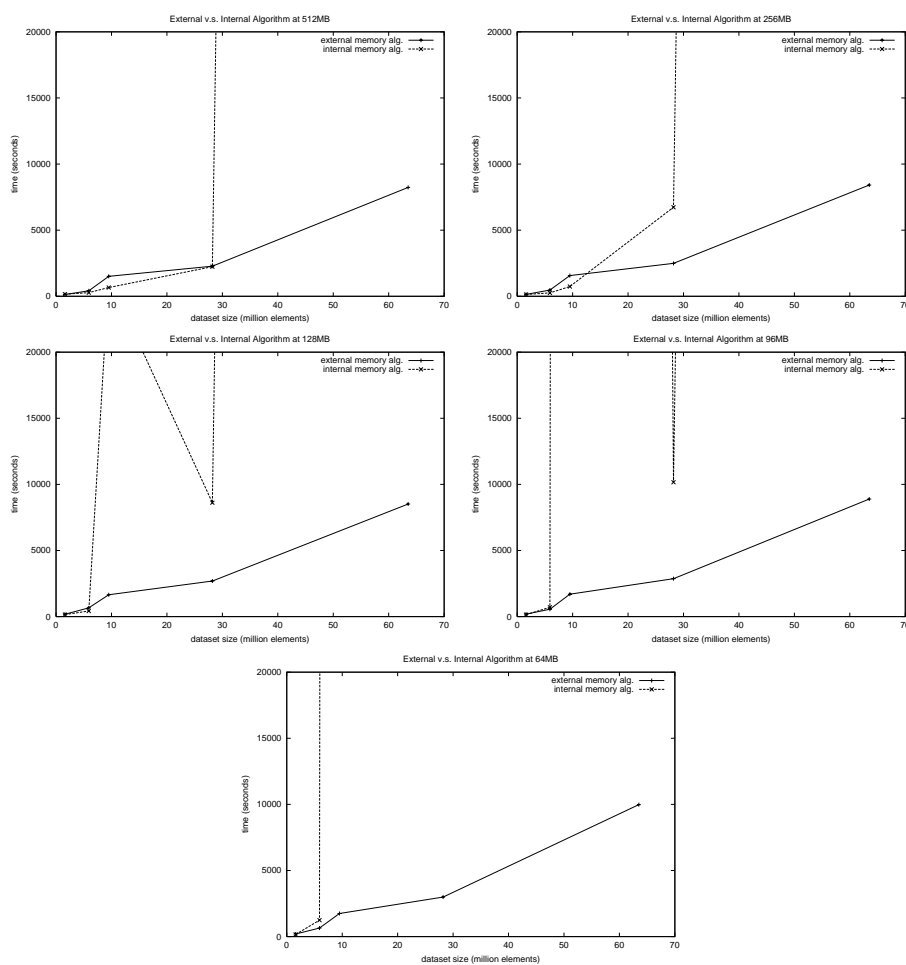 External v.s. Internal Algorithm at 512MB
20000
15000
10000
5000
0
time (seconds)
external memory alg.
internal memory alg.
0 10 20 30 40 50 60 70
dataset size (million elements)
External v.s. Internal Algorithm at 256MB
20000
15000
10000
5000
0
time (seconds)
external memory alg.
internal memory alg.
0 10 20 30 40 50 60 70
dataset size (million elements)
External v.s. Internal Algorithm at 128MB
20000
15000
10000
5000
0
time (seconds)
external memory alg.
internal memory alg.
0 10 20 30 40 50 60 70
dataset size (million elements)
External v.s. Internal Algorithm at 96MB
20000
15000
10000
5000
0
time (seconds)
external memory alg.
internal memory alg.
0 10 20 30 40 50 60 70
dataset size (million elements)
External v.s. Internal Algorithm at 64MB
20000
15000
10000
5000
0
time (seconds)
external memory alg.
internal memory alg.
0 10 20 30 40 50 60 70
dataset size (million elements)